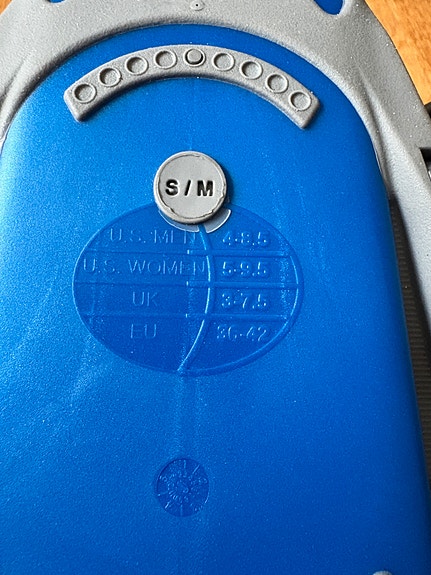 S/M
U.S. MEN 4-8.5
U.S. WOMEN 5-9.5
UK 3-7.5
EU 36-42